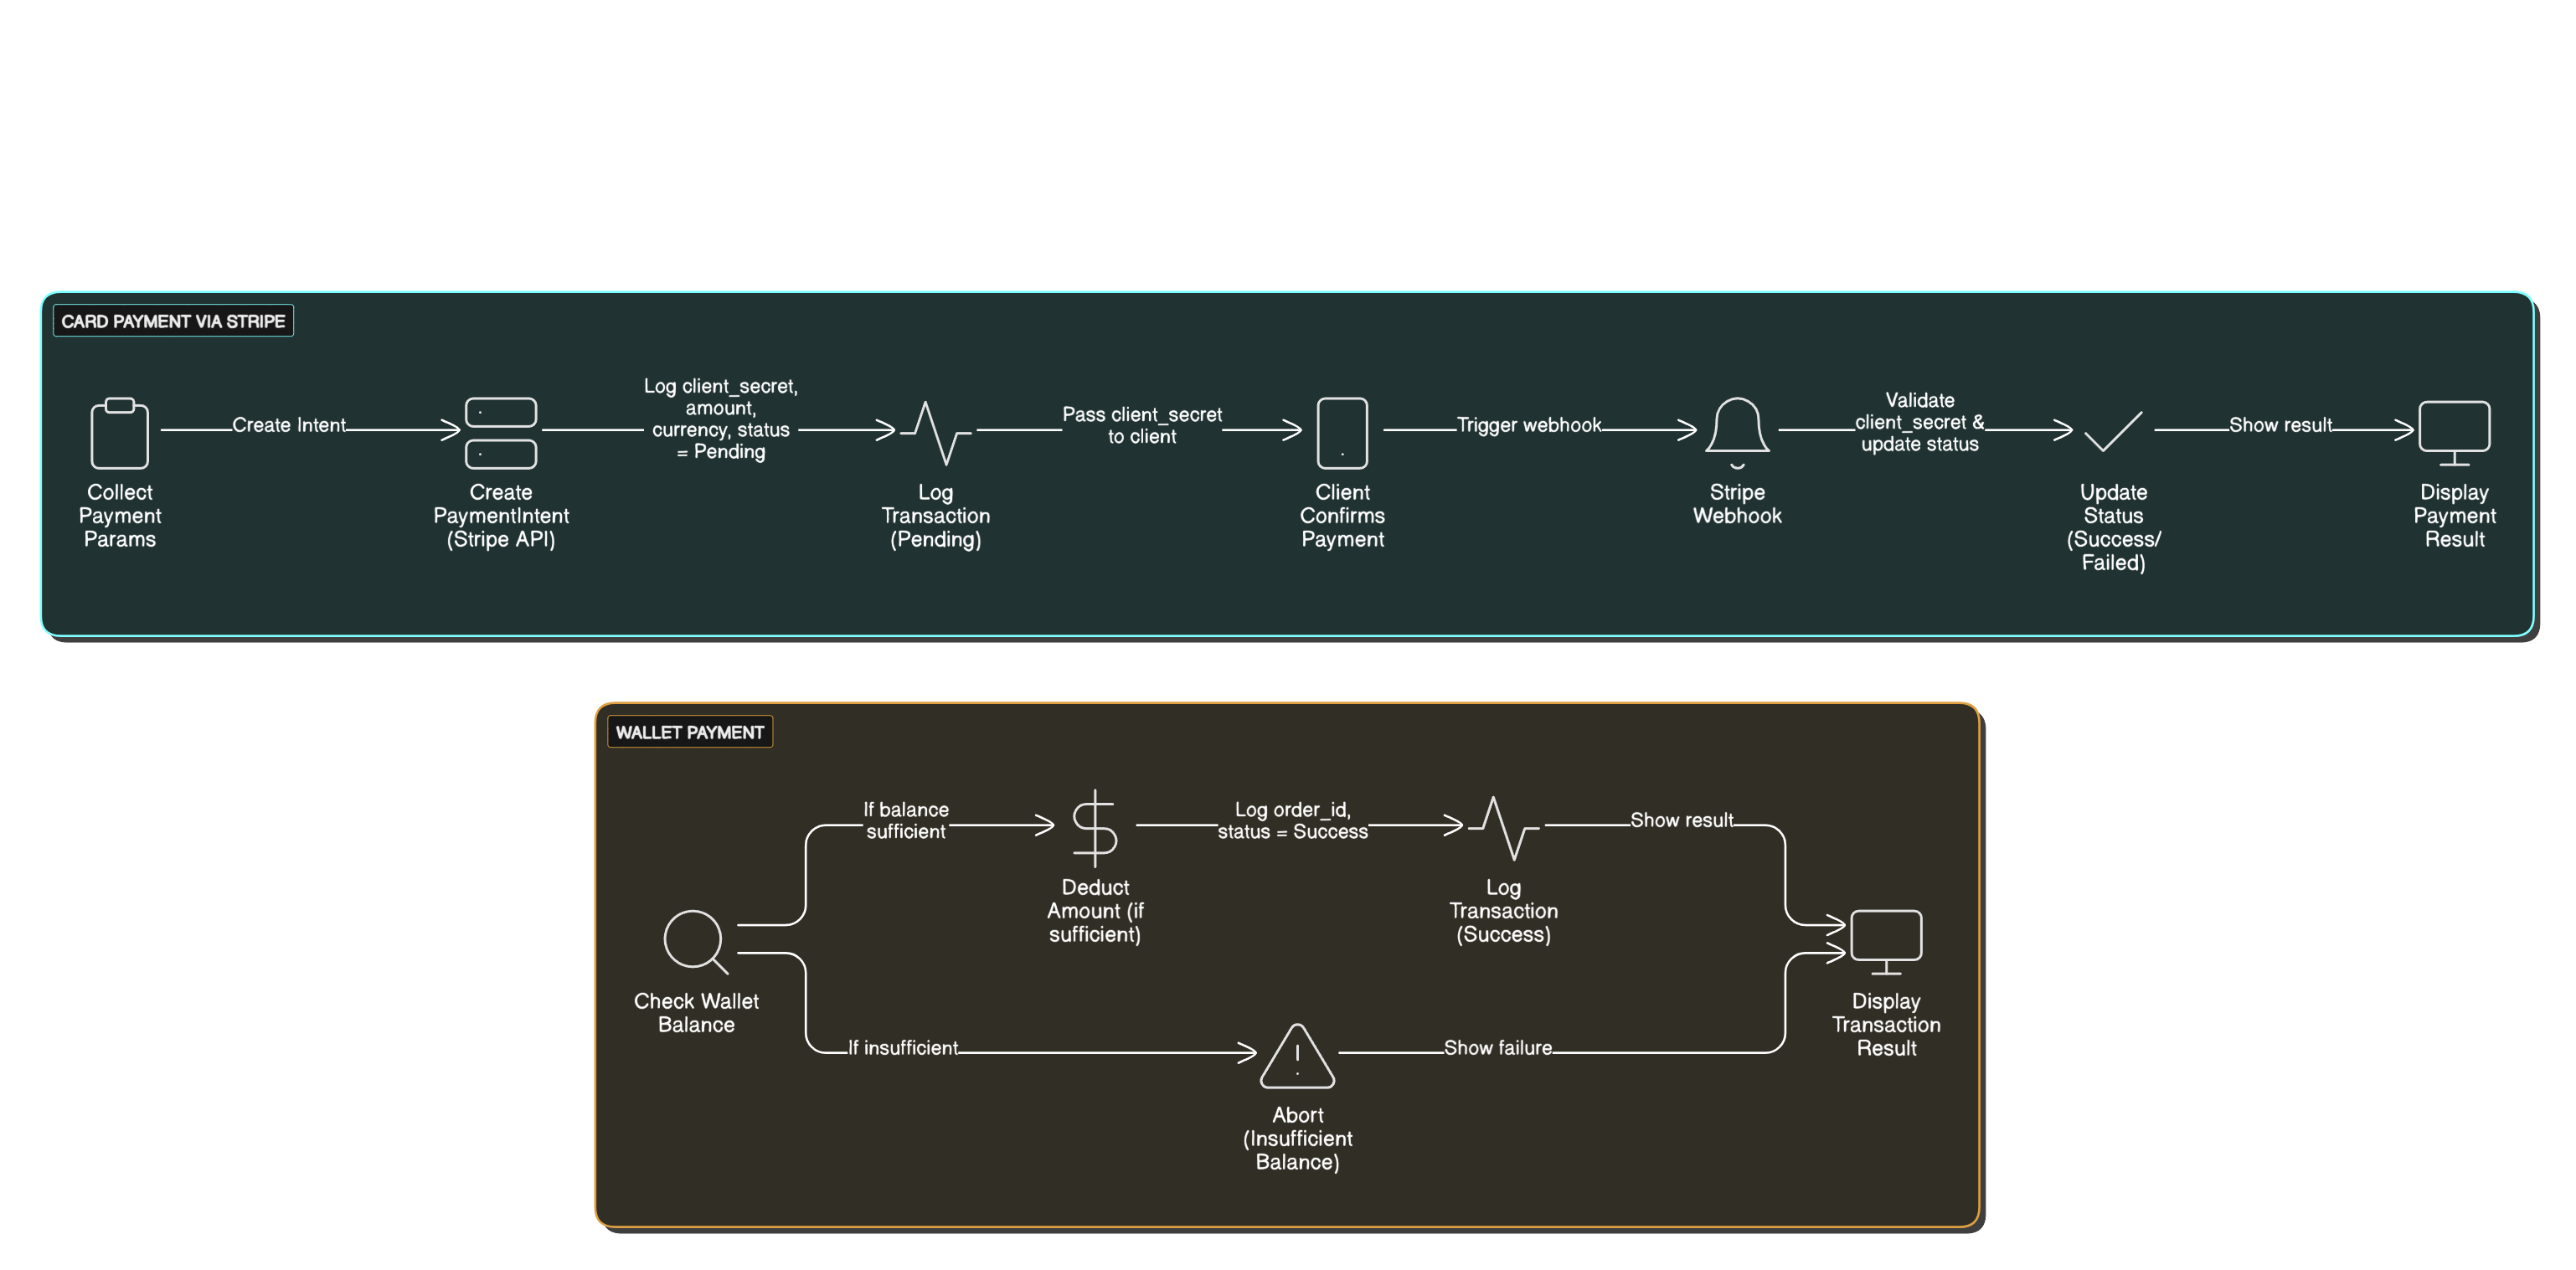 CARD PAYMENT VIA STRIPE
Create Intent
Log client_secret,
amount,
currency, status
= Pending
Pass client_secret
to client
Trigger webhook
Validate
client_secret &
update status
Show result
Collect
Payment
Params
Create
PaymentIntent
(Stripe API)
Log
Transaction
(Pending)
Client
Confirms
Payment
Stripe
Webhook
Update
Status
(Success/
Failed)
Display
Payment
Result
WALLET PAYMENT
If balance
sufficient
Log order_id,
status = Success
Show result
Deduct
Amount (if
sufficient)
Log
Transaction
(Success)
Check Wallet
Balance
Display
Transaction
Result
If insufficient
Show failure
Abort
(Insufficient
Balance)